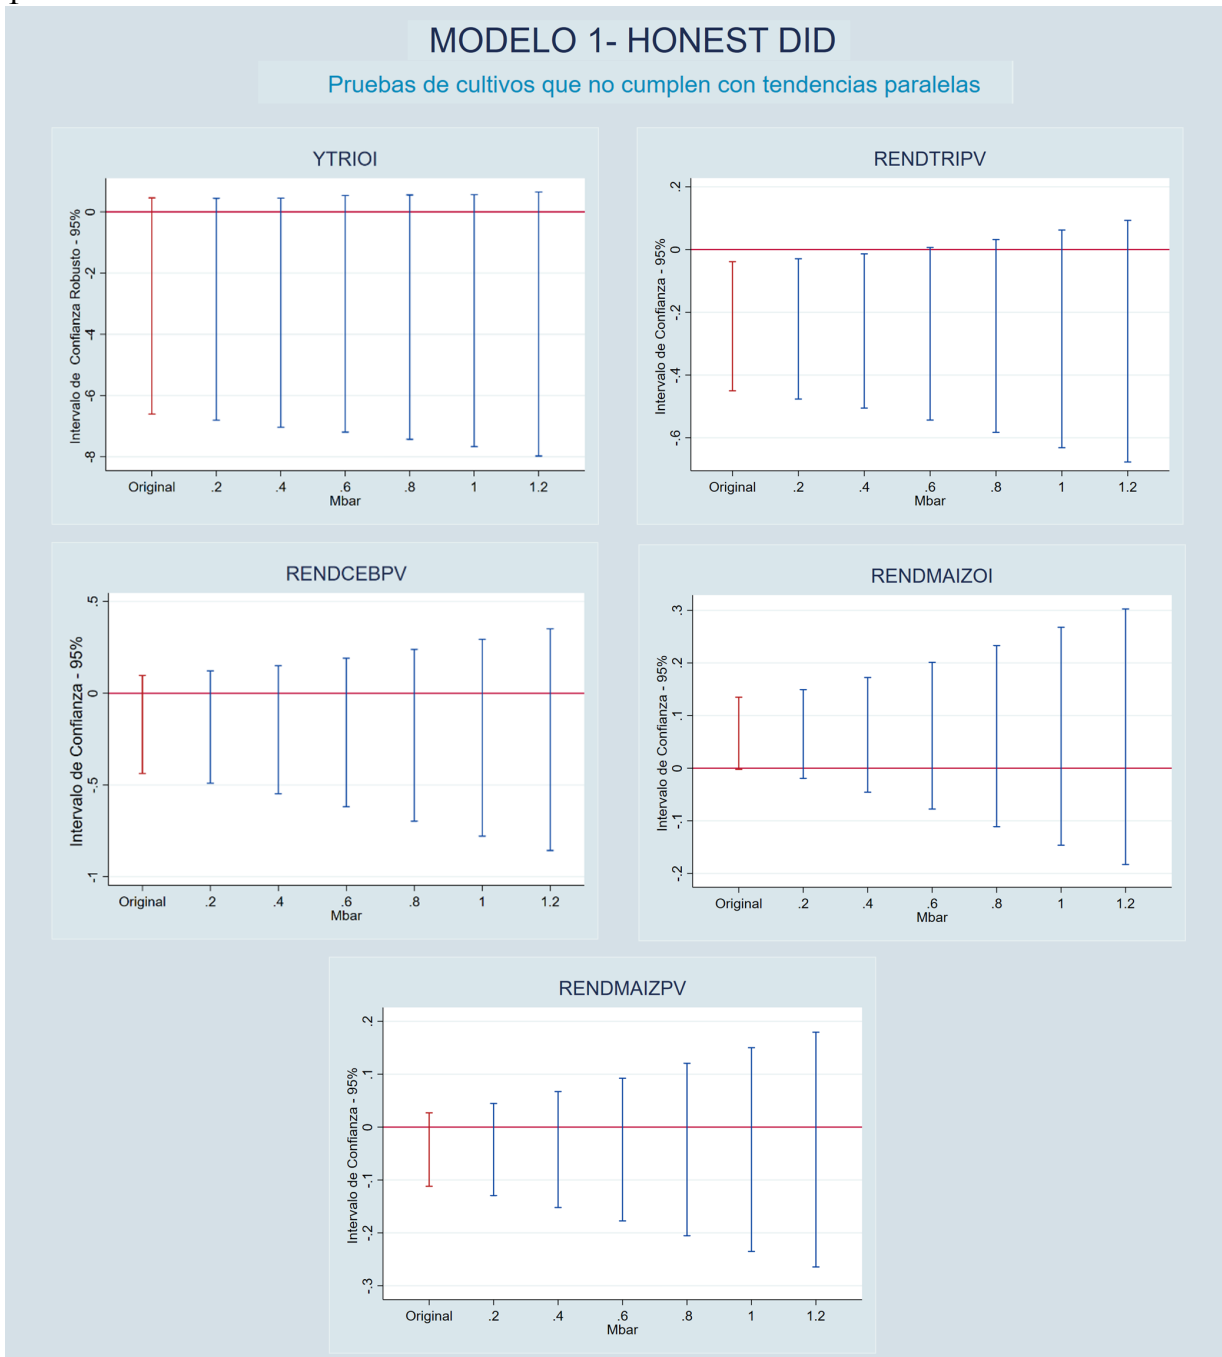 MODELO 1- HONEST DID
Pruebas de cultivos que no cumplen con tendencias paralelas
YTRIOI
Intervalo de Confianza Robusto - 95%
0
-2
-4
-6
-8
Original .2 .4 .6 .8 1 1.2
Mbar
RENDTRIPV
Intervalo de Confianza - 95%
.2
0
-.2
-.4
-.6
Original .2 .4 .6 .8 1 1.2
Mbar
RENDCEBPV
Intervalo de Confianza - 95%
.5
0
-.5
-1
Original .2 .4 .6 .8 1 1.2
Mbar
RENDMAIZOI
Intervalo de Confianza - 95%
.3
.2
.1
0
-.1
-.2
Original .2 .4 .6 .8 1 1.2
Mbar
RENDMAIZPV
Intervalo de Confianza - 95%
.2
.1
0
-.1
-.2
-.3
Original .2 .4 .6 .8 1 1.2
Mbar